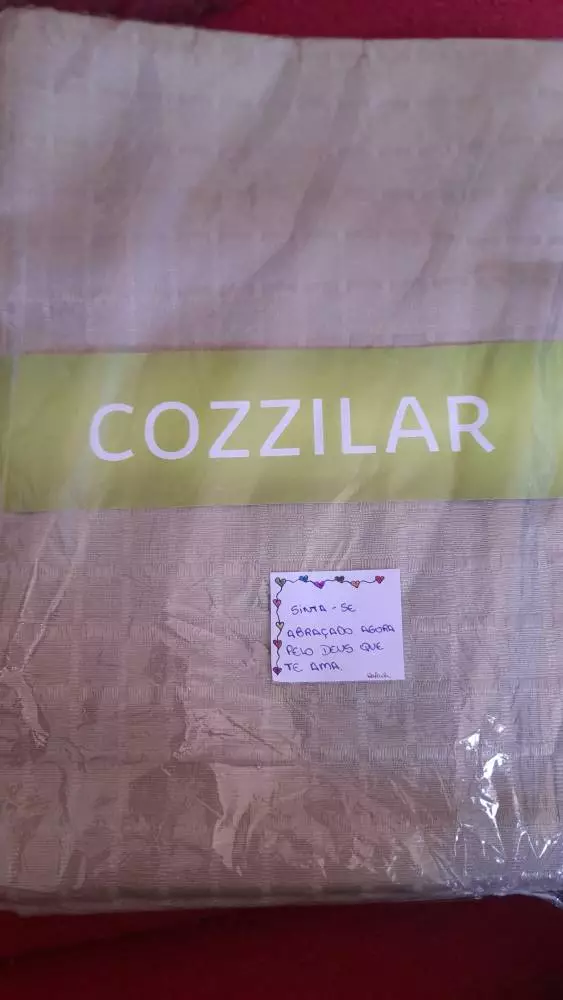 COZZILAR
SINTA-SE
ABRAÇADO AGORA
PELO DEUS QUE
TE AMA.